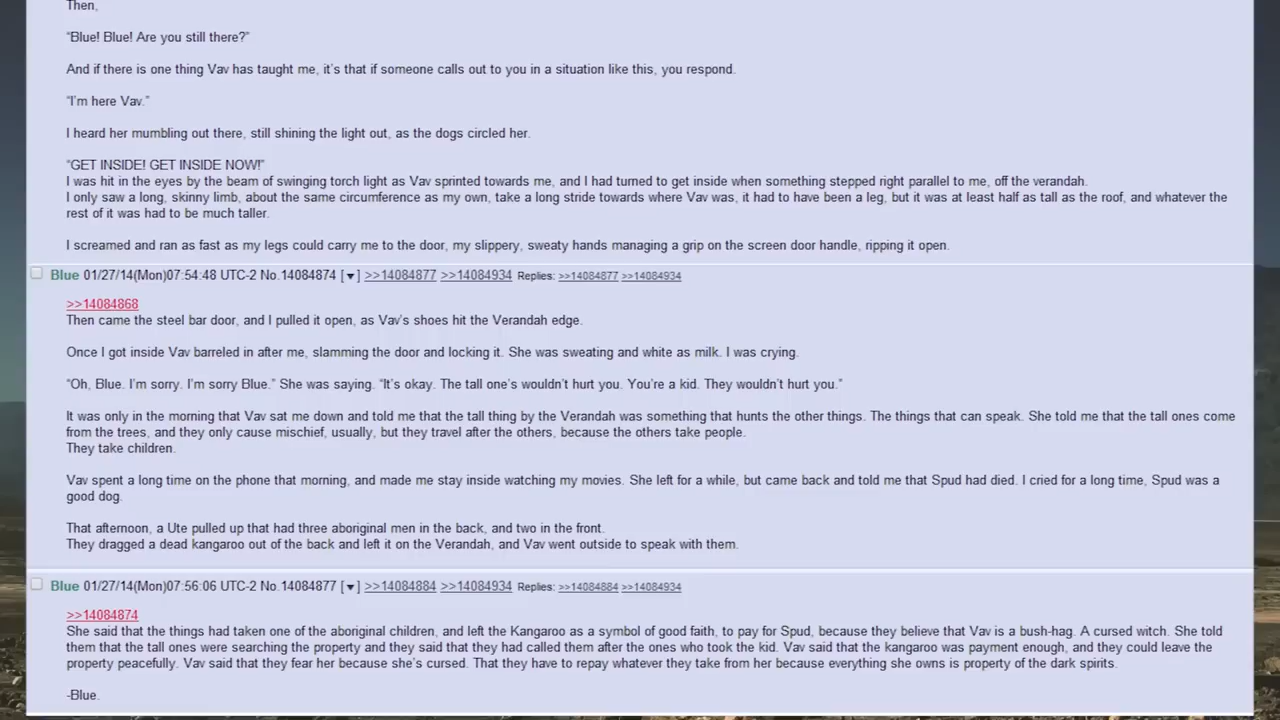 Then,
“Blue! Blue! Are you still there?”
And if there is one thing Vav has taught me, it’s that if someone calls out to you in a situation like this, you respond.
“I’m here Vav.”
I heard her mumbling out there, still shining the light out, as the dogs circled her.
“GET INSIDE! GET INSIDE NOW!”
I was hit in the eyes by the beam of swinging torch light as Vav sprinted towards me, and I had turned to get inside when something stepped right parallel to me, off the verandah.
I only saw a long, skinny limb, about the same circumference as my own, take a long stride towards where Vav was, it had to have been a leg, but it was at least half as tall as the roof, and whatever the
rest of it was had to be much taller.
I screamed and ran as fast as my legs could carry me to the door, my slippery, sweaty hands managing a grip on the screen door handle, ripping it open.
Blue 01/27/14(Mon)07:54:48 UTC-2 No.14084874 [▼] >>14084877 >>14084934 Replies: >>14084877 >>14084934
>>14084868
Then came the steel bar door, and I pulled it open, as Vav’s shoes hit the Verandah edge.
Once I got inside Vav barreled in after me, slamming the door and locking it. She was sweating and white as milk. I was crying.
“Oh, Blue. I’m sorry. I’m sorry Blue.” She was saying. “It’s okay. The tall one’s wouldn’t hurt you. You’re a kid. They wouldn’t hurt you.”
It was only in the morning that Vav sat me down and told me that the tall thing by the Verandah was something that hunts the other things. The things that can speak. She told me that the tall ones come
from the trees, and they only cause mischief, usually, but they travel after the others, because the others take people.
They take children.
Vav spent a long time on the phone that morning, and made me stay inside watching my movies. She left for a while, but came back and told me that Spud had died. I cried for a long time, Spud was a
good dog.
That afternoon, a Ute pulled up that had three aboriginal men in the back, and two in the front.
They dragged a dead kangaroo out of the back and left it on the Verandah, and Vav went outside to speak with them.
Blue 01/27/14(Mon)07:56:06 UTC-2 No.14084877 [▼] >>14084884 >>14084934 Replies: >>14084884 >>14084934
>>14084874
She said that the things had taken one of the aboriginal children, and left the Kangaroo as a symbol of good faith, to pay for Spud, because they believe that Vav is a bush-hag. A cursed witch. She told
them that the tall ones were searching the property and they said that they had called them after the ones who took the kid. Vav said that the kangaroo was payment enough, and they could leave the
property peacefully. Vav said that they fear her because she’s cursed. That they have to repay whatever they take from her because everything she owns is property of the dark spirits.
-Blue.